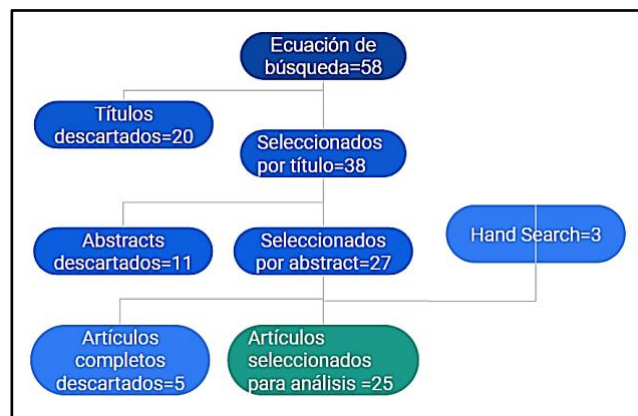 Ecuación de
búsqueda=58
Títulos
descartados=20
Seleccionados
por título=38
Abstracts
descartados=11
Seleccionados
por abstract=27
Hand Search=3
Artículos
completos
descartados=5
Artículos
seleccionados
para análisis =25